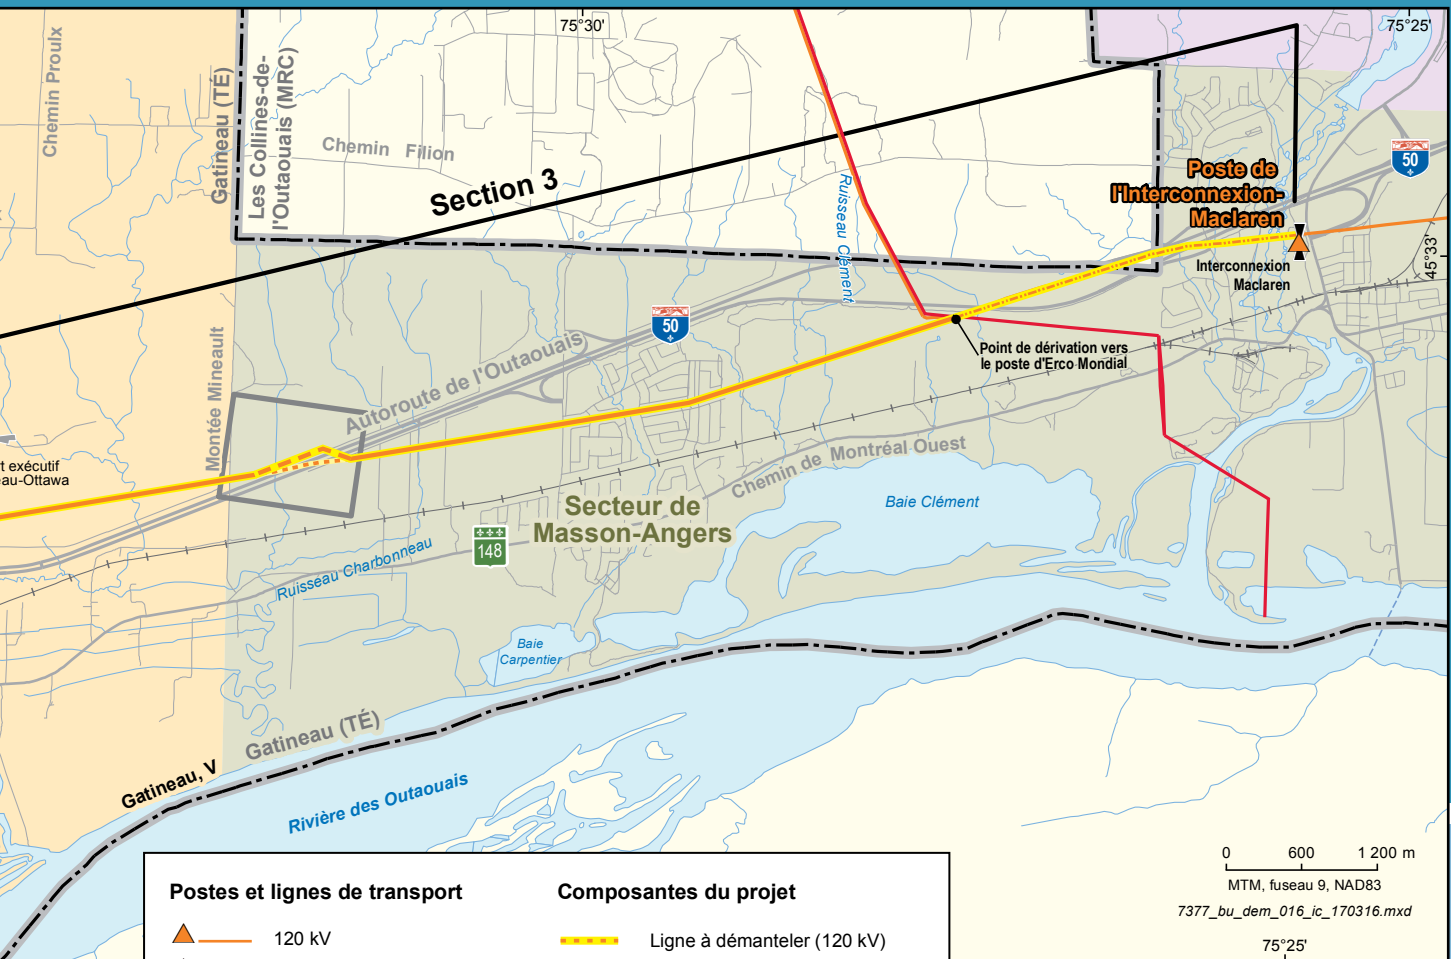 75°30'
75°25'
Chemin Proulx
Gatineau (TÉ)
Les Collines-de-
l'Outaouais (MRC)
Chemin Filion
Section 3
Ruisseau Clément
50
Poste de
l'Interconnexion-
Maclaren
Interconnexion
Maclaren
45°33'
50
Point de dérivation vers
le poste d'Erco Mondial
Montée Mineault
Autoroute de l'Outaouais
t exécutif
eau-Ottawa
Chemin de Montréal Ouest
Secteur de
Masson-Angers
Baie Clément
148
Ruisseau Charbonneau
Baie
Carpentier
Gatineau (TÉ)
Gatineau, V
Rivière des Outaouais
0 600 1 200 m
MTM, fuseau 9, NAD83
7377_bu_dem_016_ic_170316.mxd
75°25'
Postes et lignes de transport
120 kV
Composantes du projet
Ligne à démanteler (120 kV)